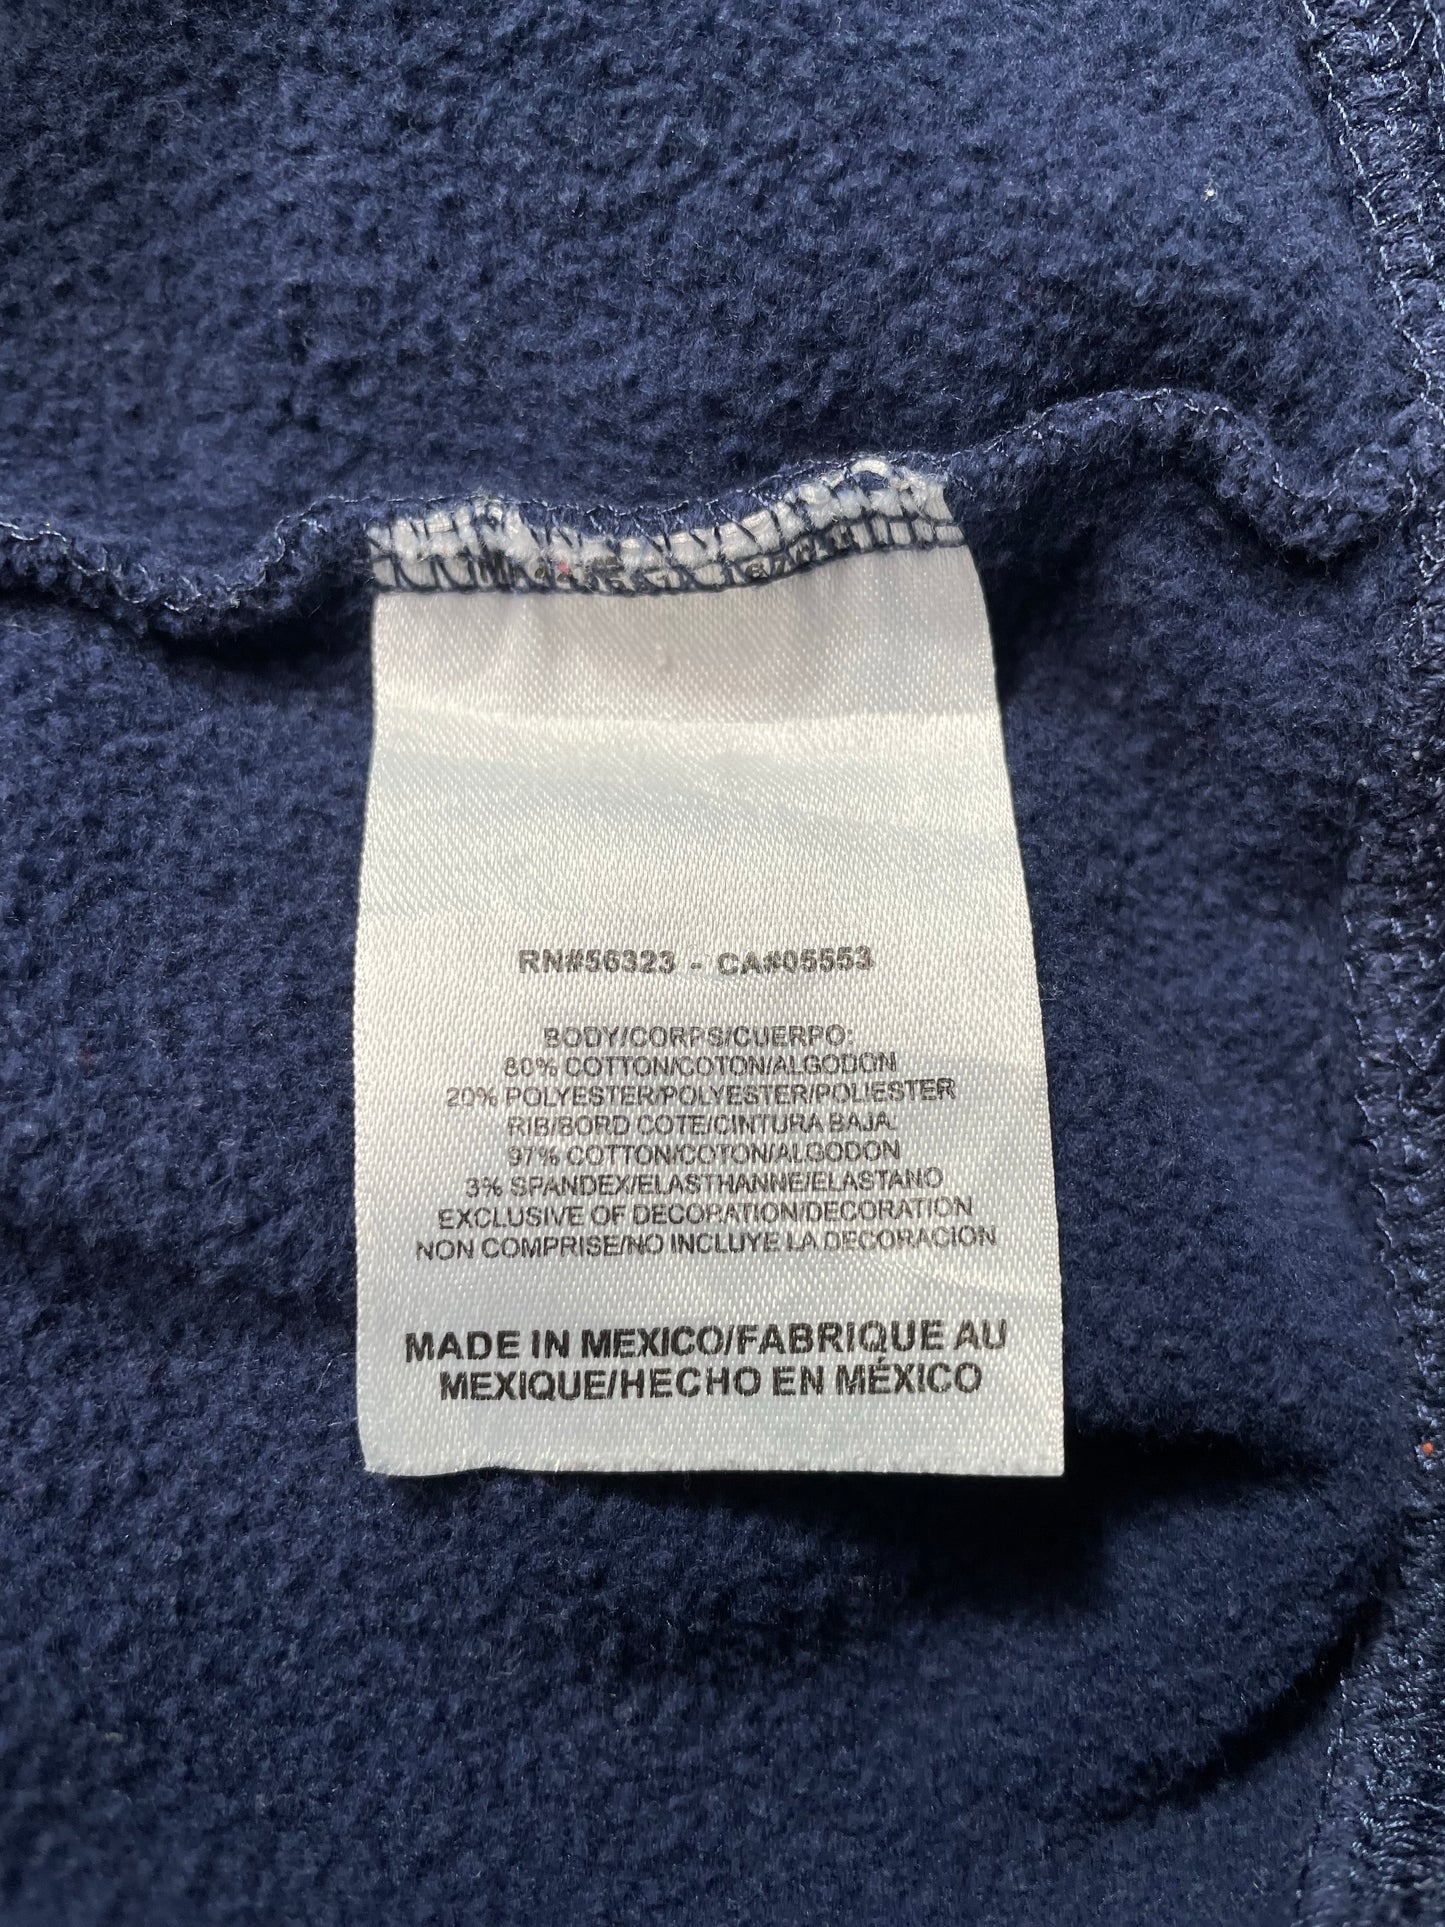 RN#56323 - CA#05553
BODY/CORPS/CUERPO:
80% COTTON/COTON/ALGODON
20% POLYESTER/POLYESTER/POLIESTER
RIB/BORD COTE/CINTURA BAJA:
97% COTTON/COTON/ALGODON
3% SPANDEX/ELASTHANNE/ELASTANO
EXCLUSIVE OF DECORATION/DECORATION
NON COMPRISE/NO INCLUYE LA DECORACION
MADE IN MEXICO/FABRIQUE AU
MEXIQUE/HECHO EN MÉXICO